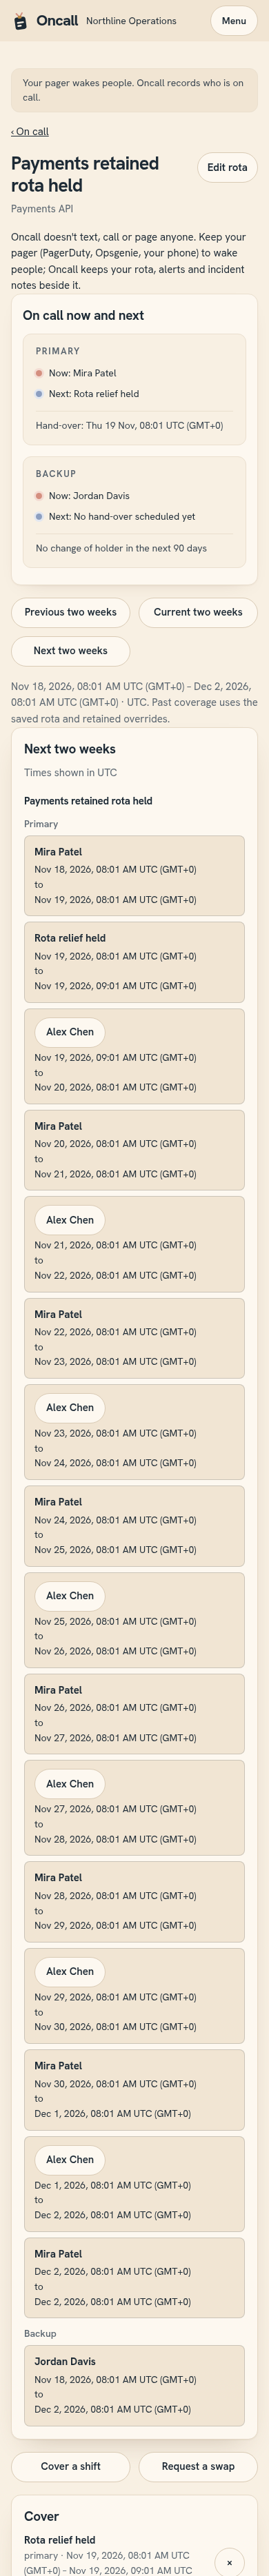 Oncall Northline Operations Menu
Your pager wakes people. Oncall records who is on
call.
‹ On call
Payments retained
rota held
Edit rota
Payments API
Oncall doesn't text, call or page anyone. Keep your
pager (PagerDuty, Opsgenie, your phone) to wake
people; Oncall keeps your rota, alerts and incident
notes beside it.
On call now and next
PRIMARY
Now: Mira Patel
Next: Rota relief held
Hand-over: Thu 19 Nov, 08:01 UTC (GMT+0)
BACKUP
Now: Jordan Davis
Next: No hand-over scheduled yet
No change of holder in the next 90 days
Previous two weeks Current two weeks
Next two weeks
Nov 18, 2026, 08:01 AM UTC (GMT+0) – Dec 2, 2026,
08:01 AM UTC (GMT+0) · UTC. Past coverage uses the
saved rota and retained overrides.
Next two weeks
Times shown in UTC
Payments retained rota held
Primary
Mira Patel
Nov 18, 2026, 08:01 AM UTC (GMT+0)
to
Nov 19, 2026, 08:01 AM UTC (GMT+0)
Rota relief held
Nov 19, 2026, 08:01 AM UTC (GMT+0)
to
Nov 19, 2026, 09:01 AM UTC (GMT+0)
Alex Chen
Nov 19, 2026, 09:01 AM UTC (GMT+0)
to
Nov 20, 2026, 08:01 AM UTC (GMT+0)
Mira Patel
Nov 20, 2026, 08:01 AM UTC (GMT+0)
to
Nov 21, 2026, 08:01 AM UTC (GMT+0)
Alex Chen
Nov 21, 2026, 08:01 AM UTC (GMT+0)
to
Nov 22, 2026, 08:01 AM UTC (GMT+0)
Mira Patel
Nov 22, 2026, 08:01 AM UTC (GMT+0)
to
Nov 23, 2026, 08:01 AM UTC (GMT+0)
Alex Chen
Nov 23, 2026, 08:01 AM UTC (GMT+0)
to
Nov 24, 2026, 08:01 AM UTC (GMT+0)
Mira Patel
Nov 24, 2026, 08:01 AM UTC (GMT+0)
to
Nov 25, 2026, 08:01 AM UTC (GMT+0)
Alex Chen
Nov 25, 2026, 08:01 AM UTC (GMT+0)
to
Nov 26, 2026, 08:01 AM UTC (GMT+0)
Mira Patel
Nov 26, 2026, 08:01 AM UTC (GMT+0)
to
Nov 27, 2026, 08:01 AM UTC (GMT+0)
Alex Chen
Nov 27, 2026, 08:01 AM UTC (GMT+0)
to
Nov 28, 2026, 08:01 AM UTC (GMT+0)
Mira Patel
Nov 28, 2026, 08:01 AM UTC (GMT+0)
to
Nov 29, 2026, 08:01 AM UTC (GMT+0)
Alex Chen
Nov 29, 2026, 08:01 AM UTC (GMT+0)
to
Nov 30, 2026, 08:01 AM UTC (GMT+0)
Mira Patel
Nov 30, 2026, 08:01 AM UTC (GMT+0)
to
Dec 1, 2026, 08:01 AM UTC (GMT+0)
Alex Chen
Dec 1, 2026, 08:01 AM UTC (GMT+0)
to
Dec 2, 2026, 08:01 AM UTC (GMT+0)
Mira Patel
Dec 2, 2026, 08:01 AM UTC (GMT+0)
to
Dec 2, 2026, 08:01 AM UTC (GMT+0)
Backup
Jordan Davis
Nov 18, 2026, 08:01 AM UTC (GMT+0)
to
Dec 2, 2026, 08:01 AM UTC (GMT+0)
Cover a shift Request a swap
Cover
Rota relief held
primary · Nov 19, 2026, 08:01 AM UTC
(GMT+0) – Nov 19, 2026, 09:01 AM UTC
×